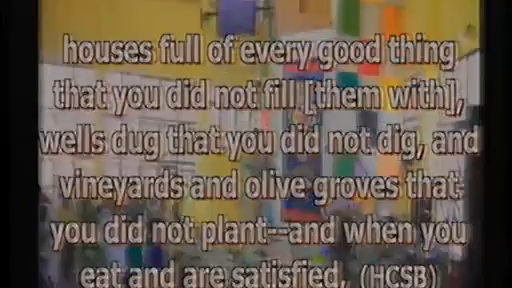 houses full of every good thing
that you did not fill [them with],
wells dug that you did not dig, and
vineyards and olive groves that
you did not plant--and when you
eat and are satisfied, (HCSB)